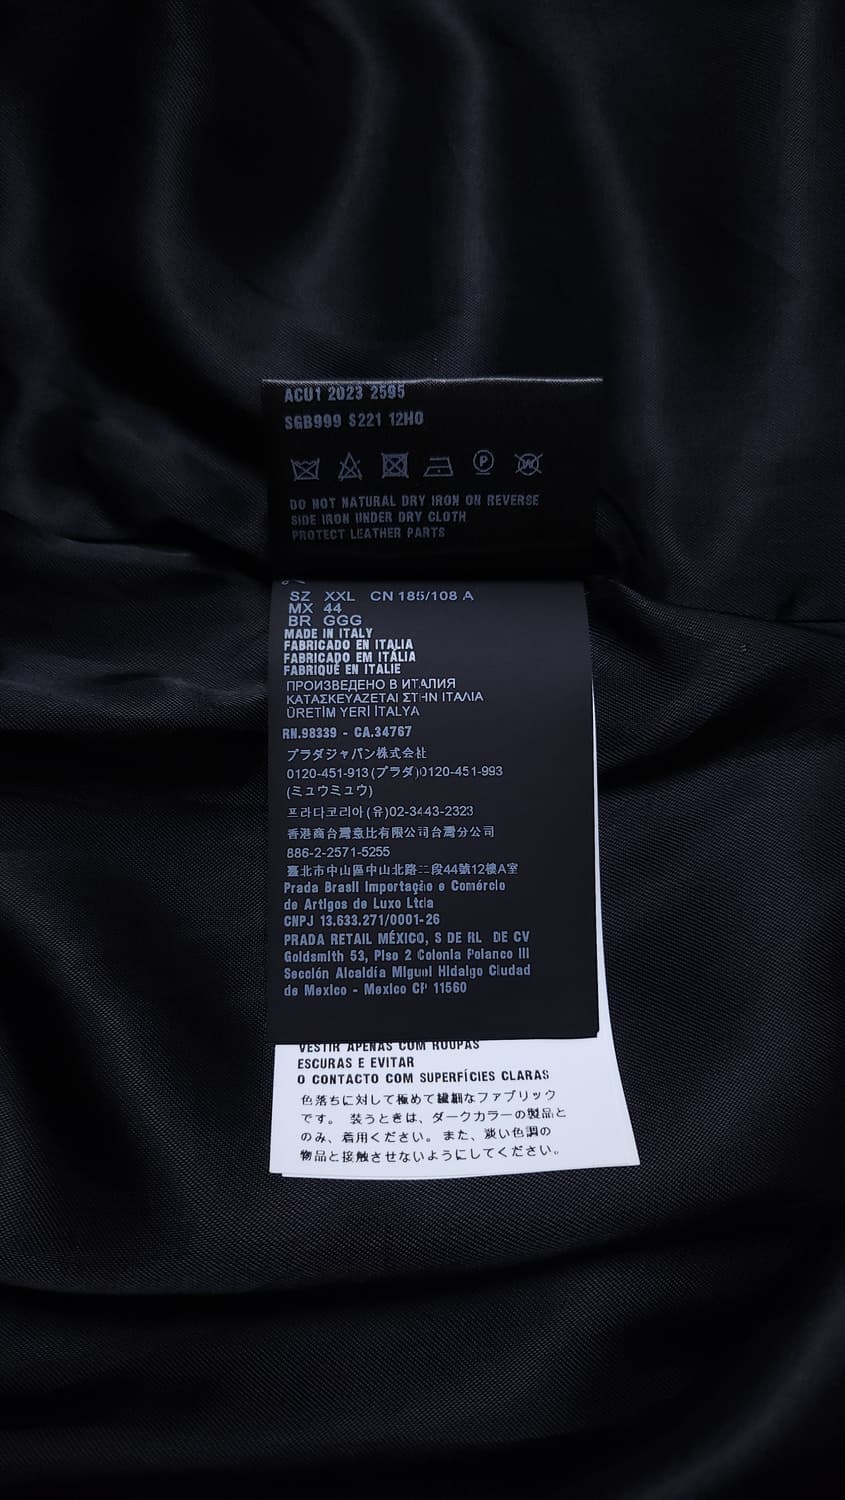 ACU1 2023 2595
SGB999 S221 12H0
P
W
DO NOT NATURAL DRY IRON ON REVERSE
SIDE IRON UNDER DRY CLOTH
PROTECT LEATHER PARTS
SZ XXL CN 185/108 A
MX 44
BR GGG
MADE IN ITALY
FABRICADO EN ITALIA
FABRICADO EM ITÁLIA
FABRIQUÉ EN ITALIE
ПРОИЗВЕДЕНО В ИТАЛИЯ
ΚΑΤΑΣΚΕΥΑΖΕΤΑΙ ΣΤΗΝ ΙΤΑΛΙΑ
ÜRETİM YERİ İTALYA
RN.98339 - CA.34767
プラダジャパン株式会社
0120-451-913(プラダ)0120-451-993
(ミュウミュウ)
프라다코리아(유)02-3443-2323
香港商台灣意比有限公司台灣分公司
886-2-2571-5255
臺北市中山區中山北路二段44號12樓A室
Prada Brasil Importação e Comércio
de Artigos de Luxo Ltda
CNPJ 13.633.271/0001-26
PRADA RETAIL MÉXICO, S DE RL DE CV
Goldsmith 53, Piso 2 Colonia Polanco III
Sección Alcaldía Miguel Hidalgo Ciudad
de Mexico - Mexico CP 11560
VESTIR APENAS COM ROUPAS
ESCURAS E EVITAR
O CONTACTO COM SUPERFÍCIES CLARAS
色落ちに対して極めて繊細なファブリック
です。 装うときは、ダークカラーの製品と
のみ、着用ください。また、淡い色調の
物品と接触させないようにしてください。